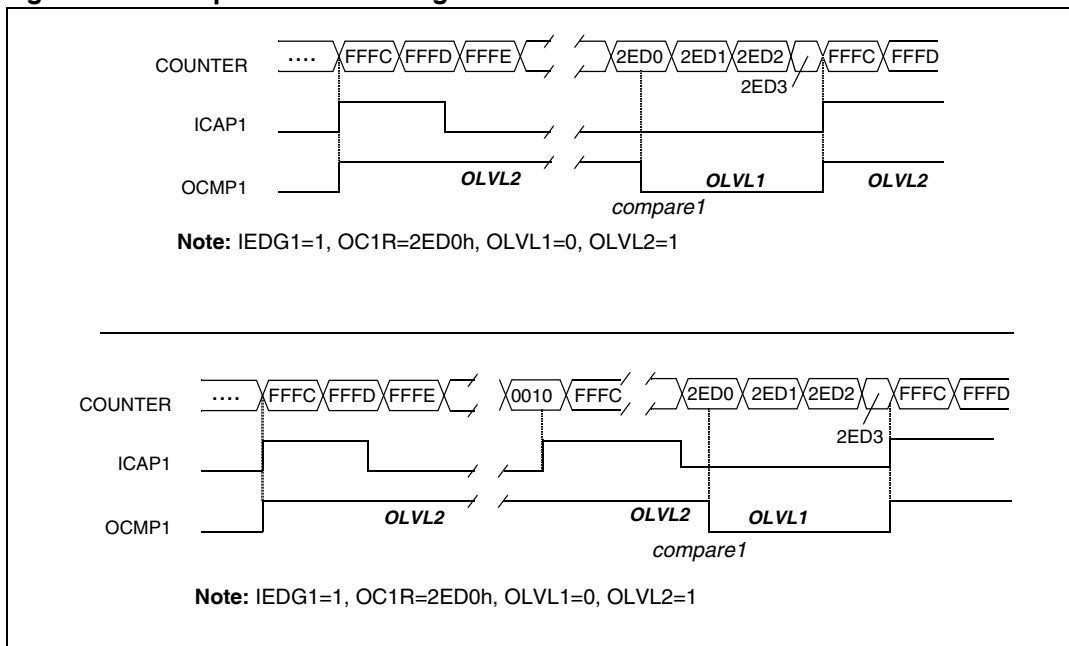 COUNTER .... FFFC FFFD FFFE 2ED0 2ED1 2ED2 FFFC FFFD
2ED3
ICAP1
OCMP1 OLVL2 OLVL1 OLVL2
compare1
Note: IEDG1=1, OC1R=2ED0h, OLVL1=0, OLVL2=1
COUNTER .... FFFC FFFD FFFE 0010 FFFC 2ED0 2ED1 2ED2 FFFC FFFD
2ED3
ICAP1
OCMP1 OLVL2 OLVL2 OLVL1
compare1
Note: IEDG1=1, OC1R=2ED0h, OLVL1=0, OLVL2=1